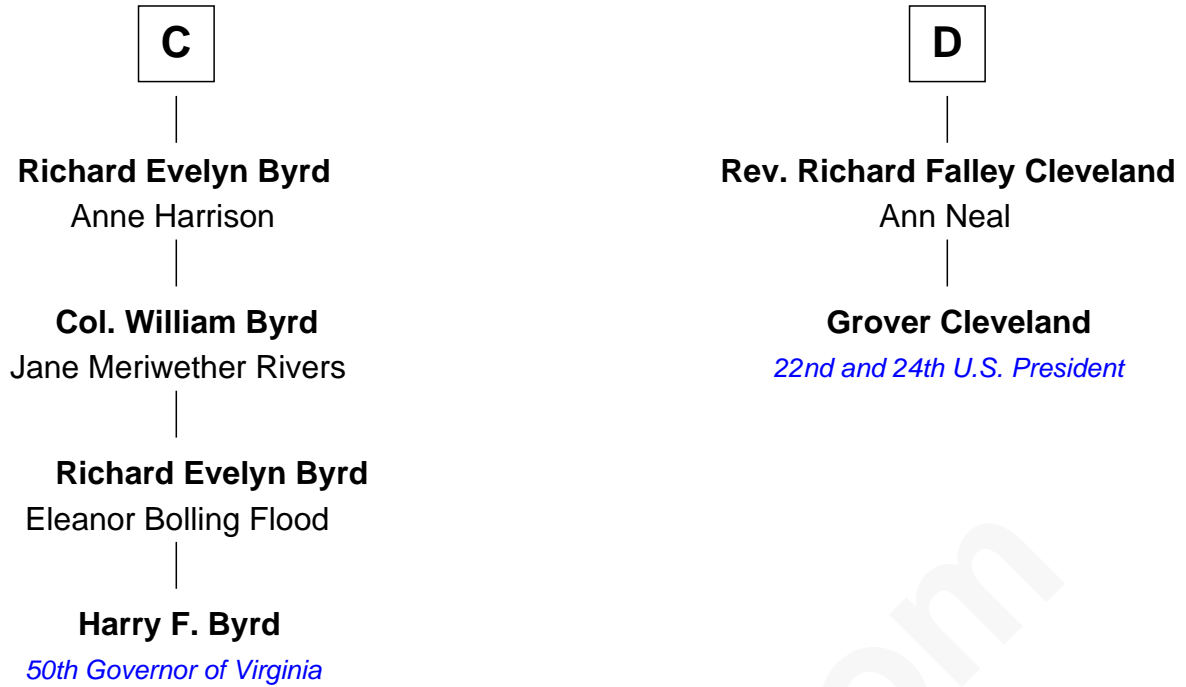 C
Richard Evelyn Byrd
Anne Harrison
Col. William Byrd
Jane Meriwether Rivers
Richard Evelyn Byrd
Eleanor Bolling Flood
Harry F. Byrd
50th Governor of Virginia
D
Rev. Richard Falley Cleveland
Ann Neal
Grover Cleveland
22nd and 24th U.S. President